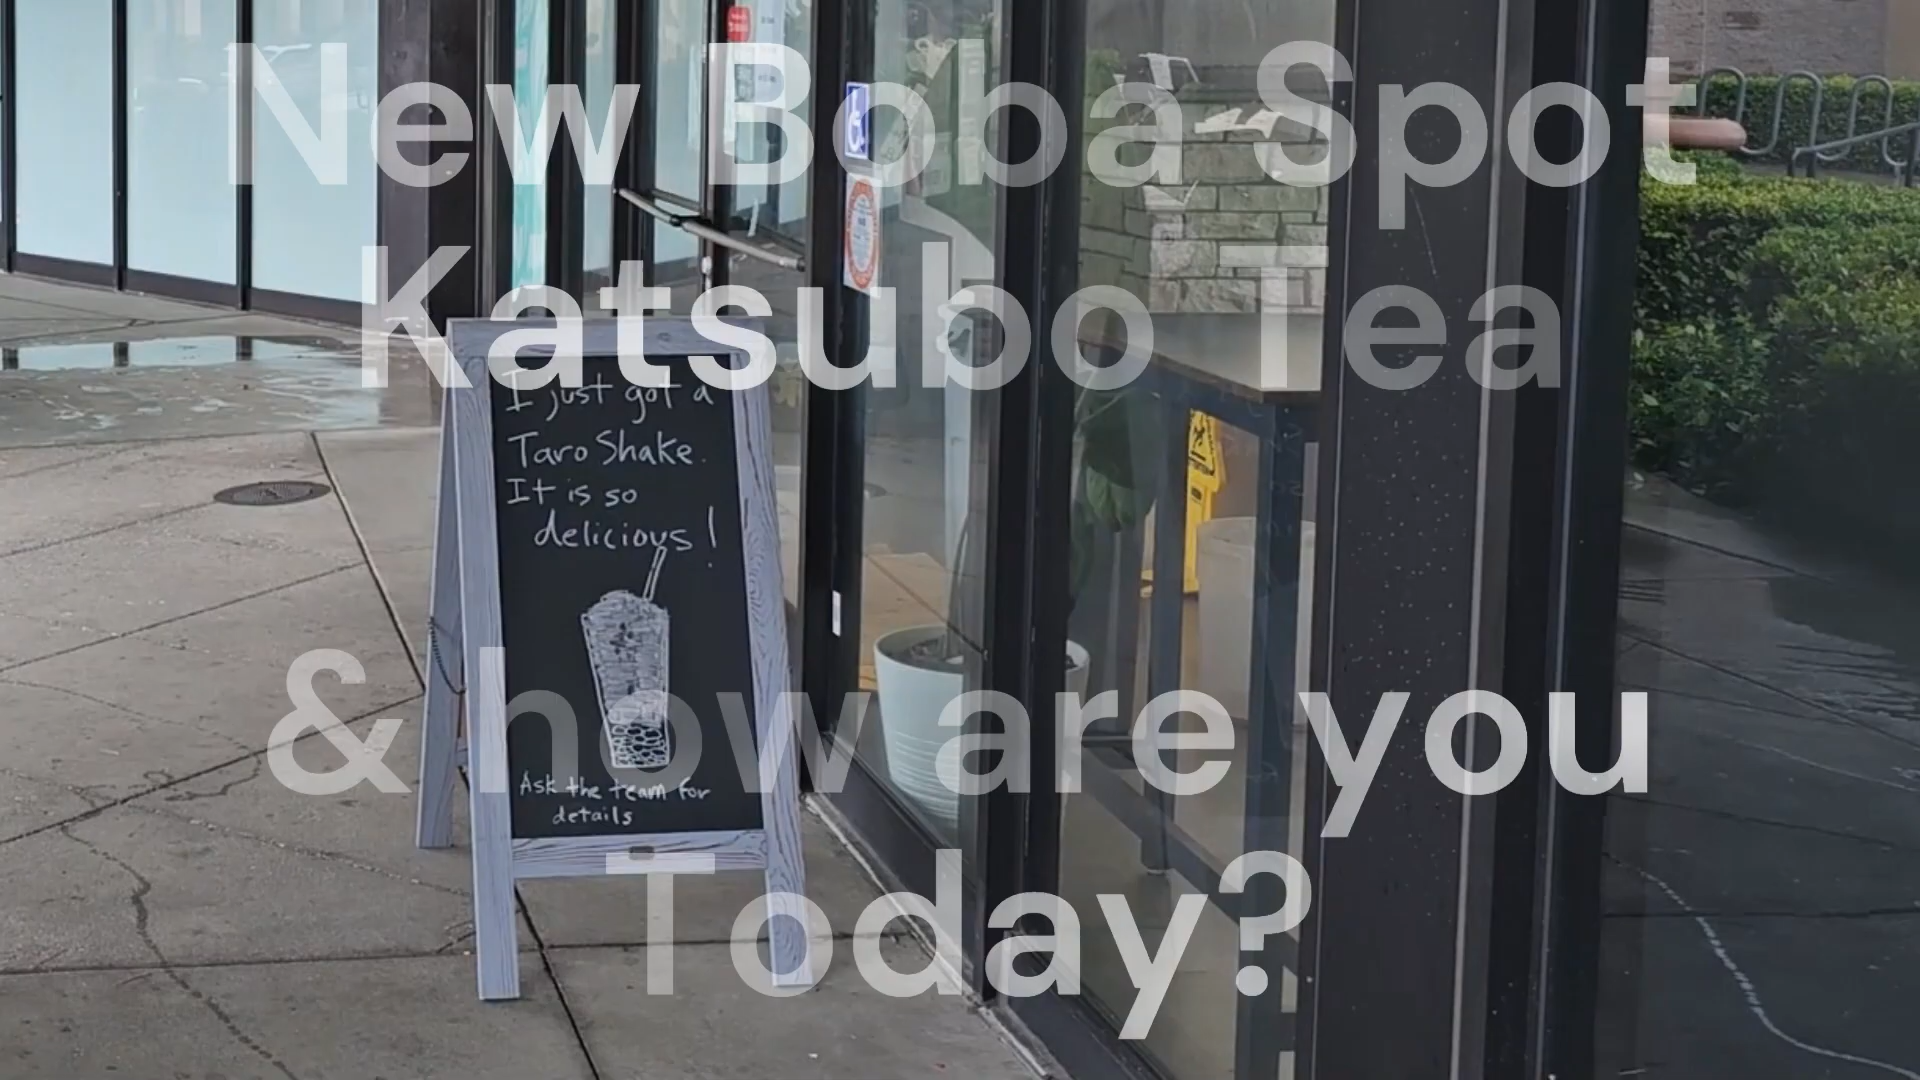 New Boba Spot
Katsubo Tea
I just got a
Taro Shake.
It is so
delicious!
& how are you
Ask the team for
details
Today?